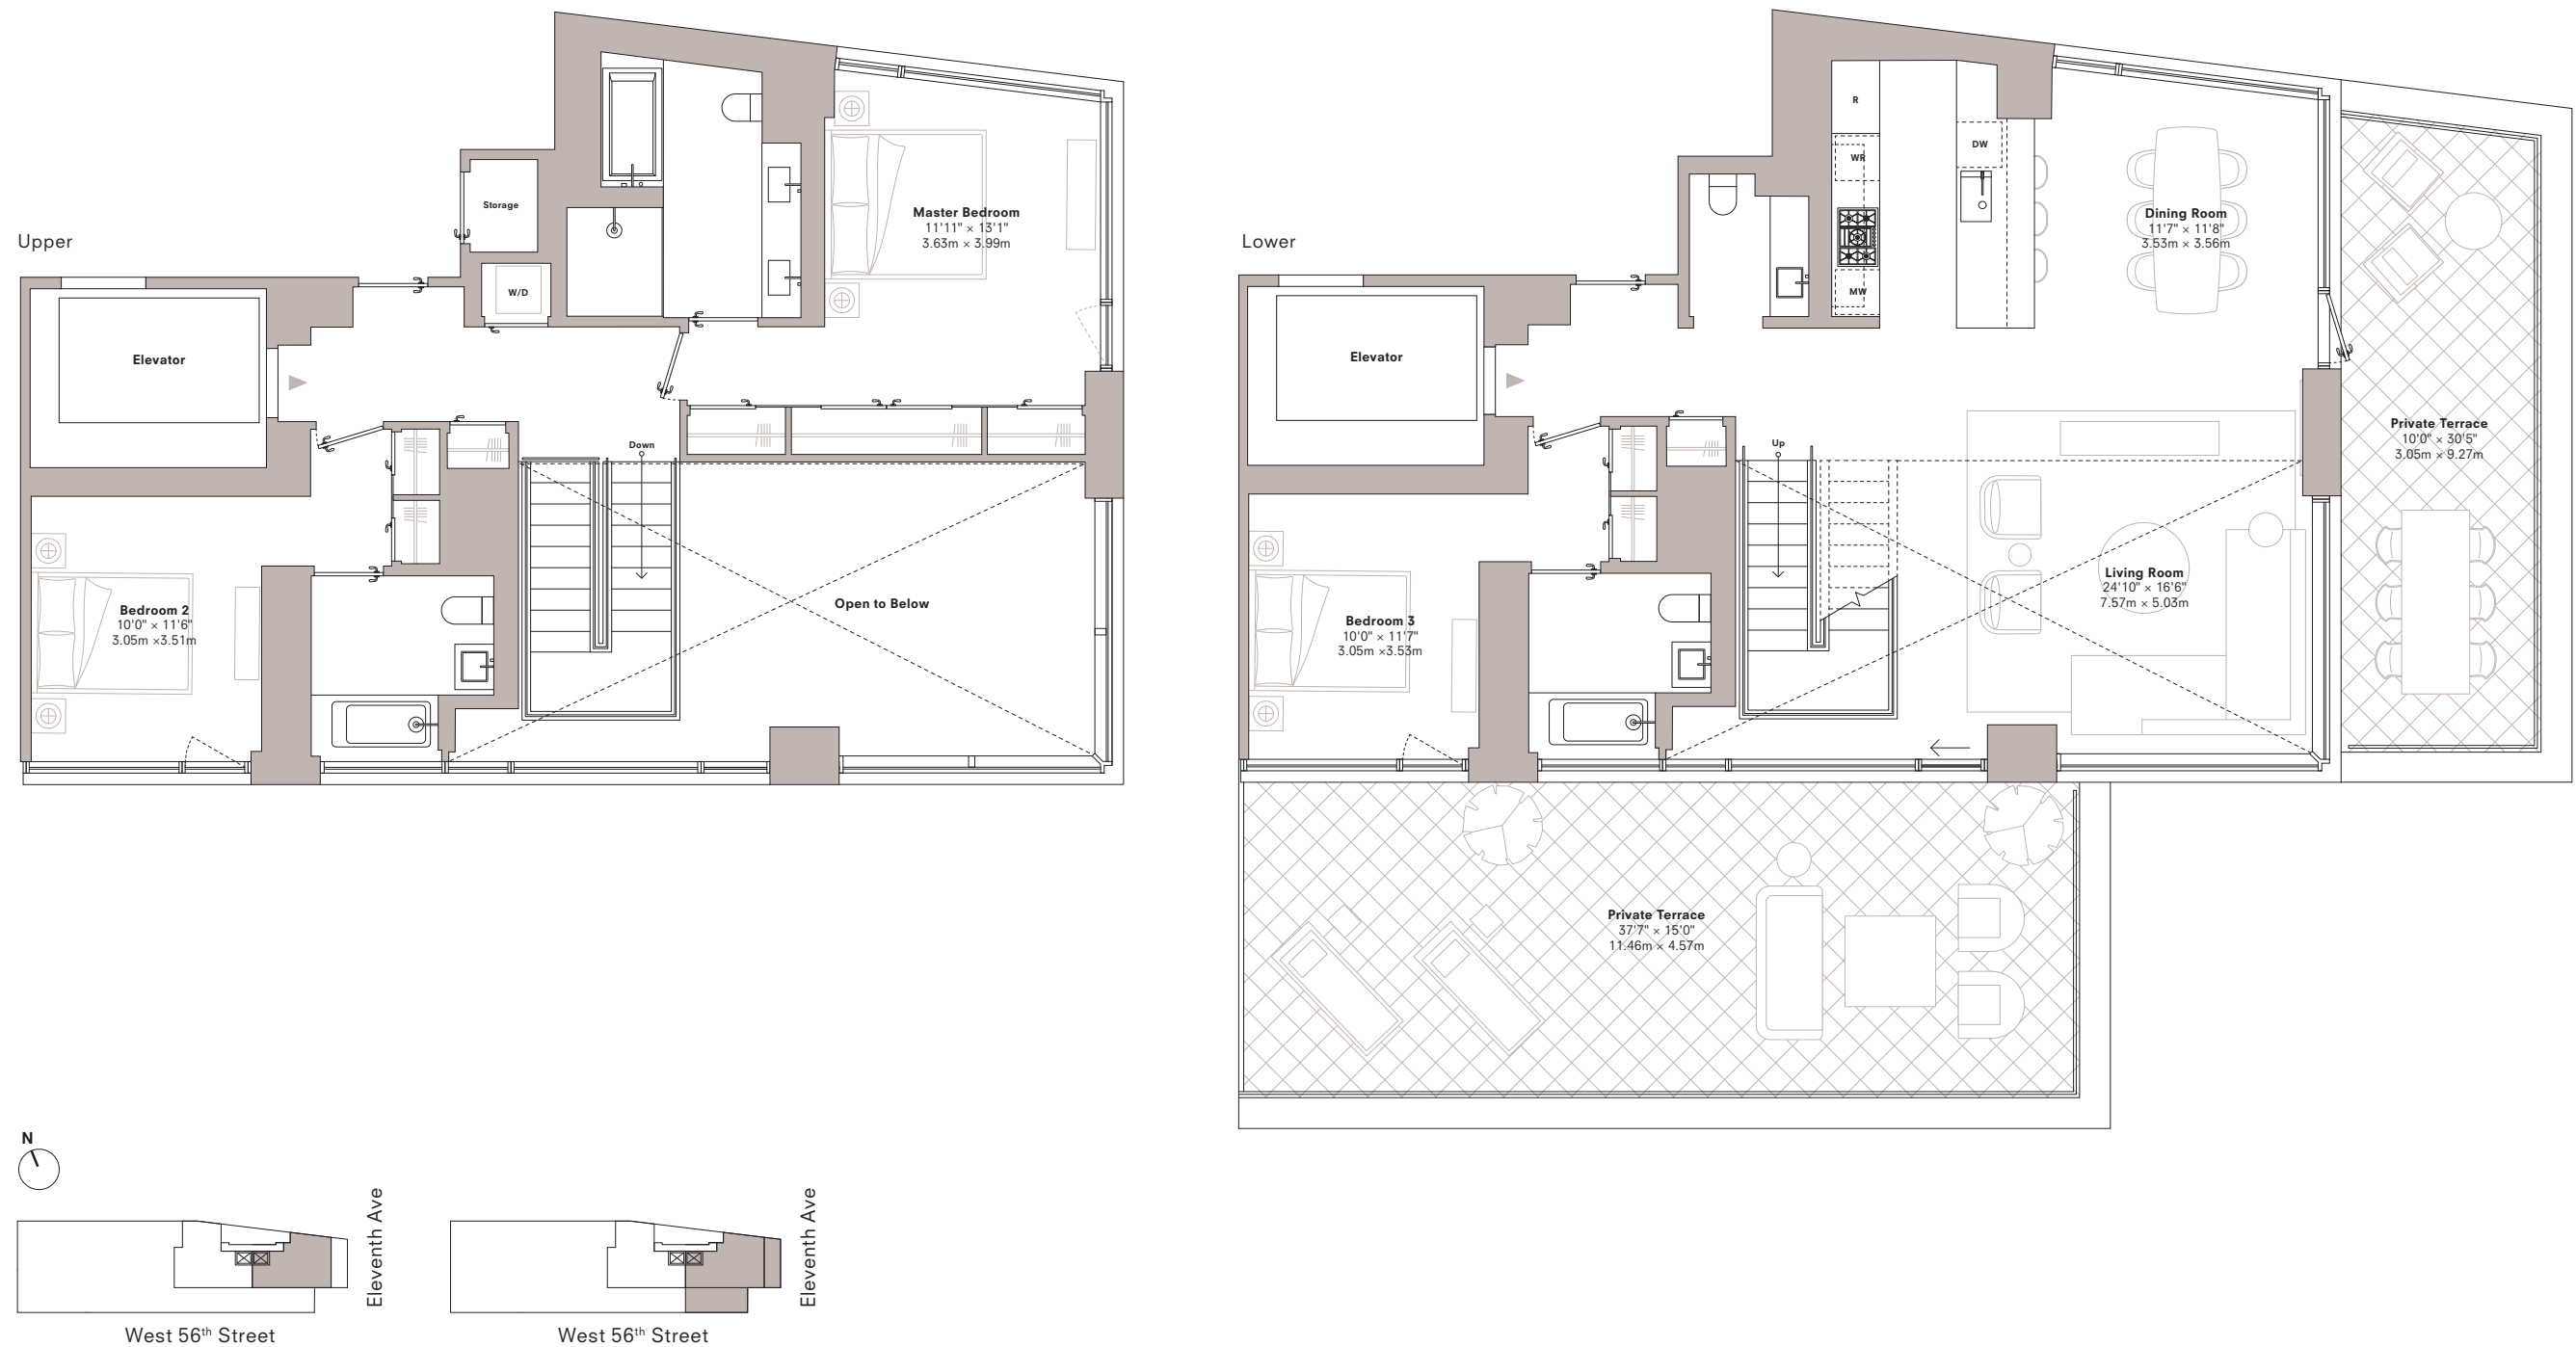 Upper
Storage
W/D
Elevator
Master Bedroom
11'11" × 13'1"
3.63m × 3.99m
Down
Bedroom 2
10'0" × 11'6"
3.05m ×3.51m
Open to Below
Lower
R
WR
MW
DW
Elevator
Dining Room
11'7" × 11'8"
3.53m × 3.56m
Private Terrace
10'0" × 30'5"
3.05m × 9.27m
Up
Living Room
24'10" × 16'6"
7.57m × 5.03m
Bedroom 3
10'0" × 11'7"
3.05m ×3.53m
Private Terrace
37'7" × 15'0"
11.46m × 4.57m
N
Eleventh Ave
West 56th Street
Eleventh Ave
West 56th Street